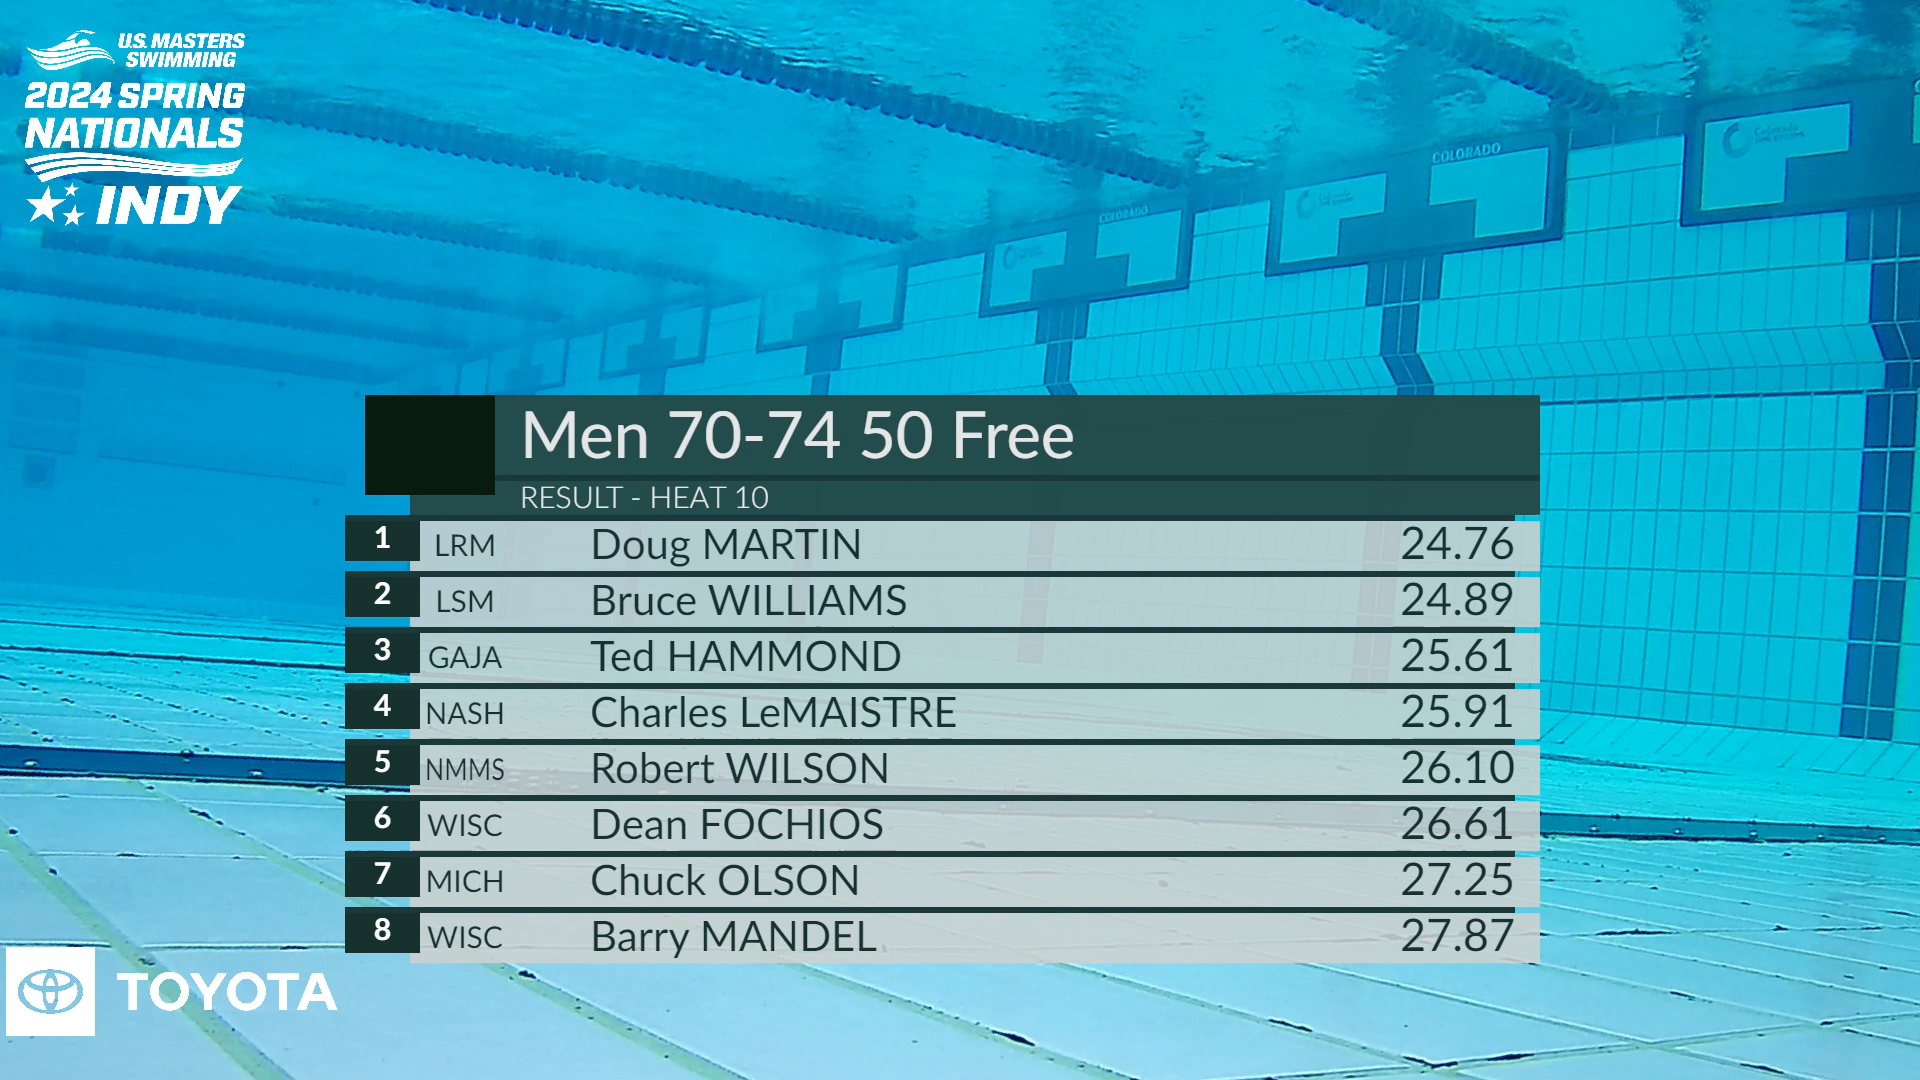 U.S. MASTERS
SWIMMING
2024 SPRING
NATIONALS
INDY
COLORADO
COLORADO
Colorado
Men 70-74 50 Free
RESULT - HEAT 10
1 LRM Doug MARTIN 24.76
2 LSM Bruce WILLIAMS 24.89
3 GAJA Ted HAMMOND 25.61
4 NASH Charles LeMAISTRE 25.91
5 NMMS Robert WILSON 26.10
6 WISC Dean FOCHIOS 26.61
7 MICH Chuck OLSON 27.25
8 WISC Barry MANDEL 27.87
TOYOTA